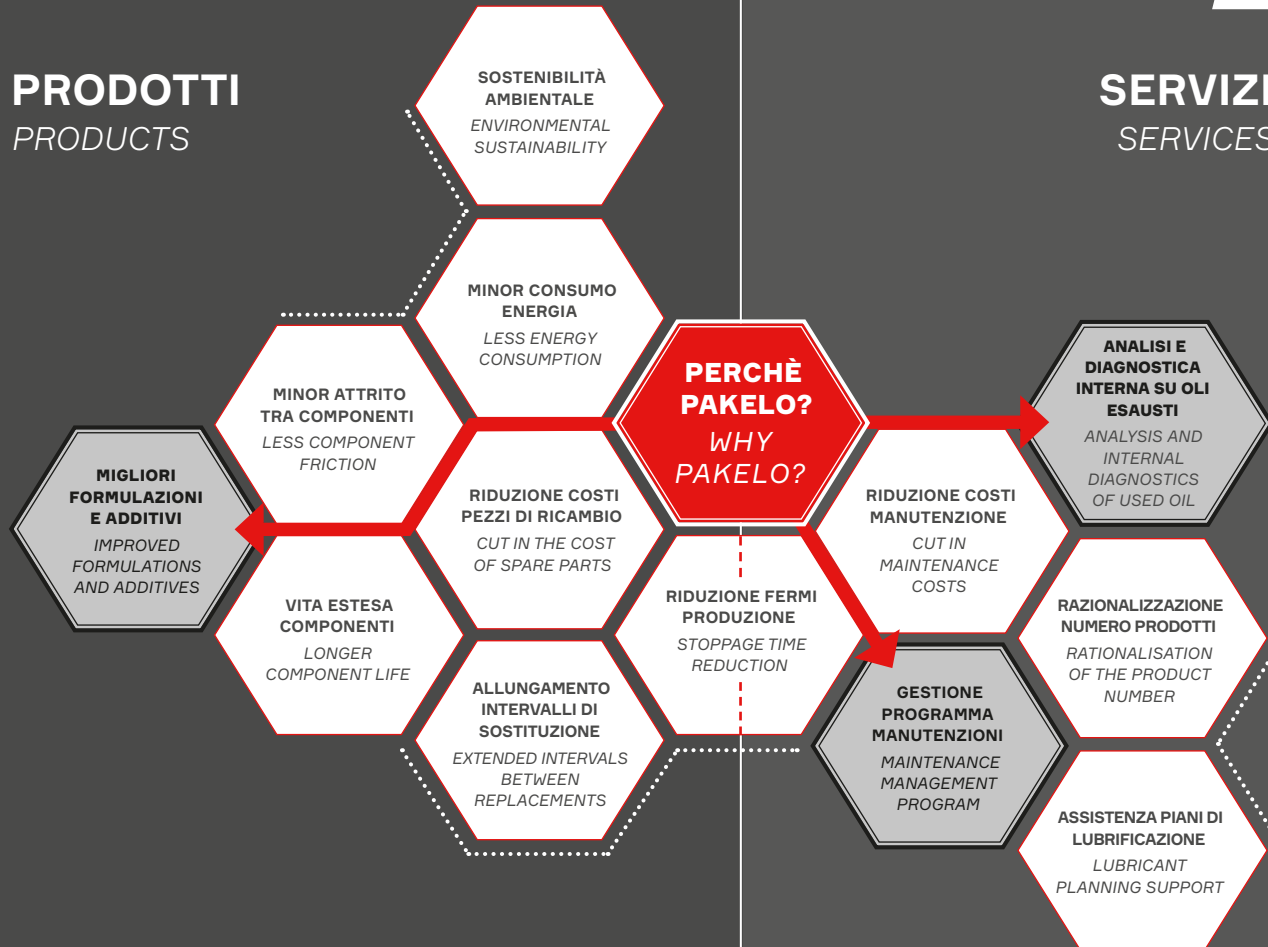 PRODOTTI
PRODUCTS
SERVIZI
SERVICES
SOSTENIBILITÀ
AMBIENTALE
ENVIRONMENTAL
SUSTAINABILITY
MINOR CONSUMO
ENERGIA
LESS ENERGY
CONSUMPTION
PERCHÈ
PAKELO?
WHY
PAKELO?
ANALISI E
DIAGNOSTICA
INTERNA SU OLI
ESAUSTI
ANALYSIS AND
INTERNAL
DIAGNOSTICS
OF USED OIL
MINOR ATTRITO
TRA COMPONENTI
LESS COMPONENT
FRICTION
MIGLIORI
FORMULAZIONI
E ADDITIVI
IMPROVED
FORMULATIONS
AND ADDITIVES
RIDUZIONE COSTI
PEZZI DI RICAMBIO
CUT IN THE COST
OF SPARE PARTS
RIDUZIONE COSTI
MANUTENZIONE
CUT IN
MAINTENANCE
COSTS
VITA ESTESA
COMPONENTI
LONGER
COMPONENT LIFE
RIDUZIONE FERMI
PRODUZIONE
STOPPAGE TIME
REDUCTION
RAZIONALIZZAZIONE
NUMERO PRODOTTI
RATIONALISATION
OF THE PRODUCT
NUMBER
ALLUNGAMENTO
INTERVALLI DI
SOSTITUZIONE
EXTENDED INTERVALS
BETWEEN
REPLACEMENTS
GESTIONE
PROGRAMMA
MANUTENZIONI
MAINTENANCE
MANAGEMENT
PROGRAM
ASSISTENZA PIANI DI
LUBRIFICAZIONE
LUBRICANT
PLANNING SUPPORT